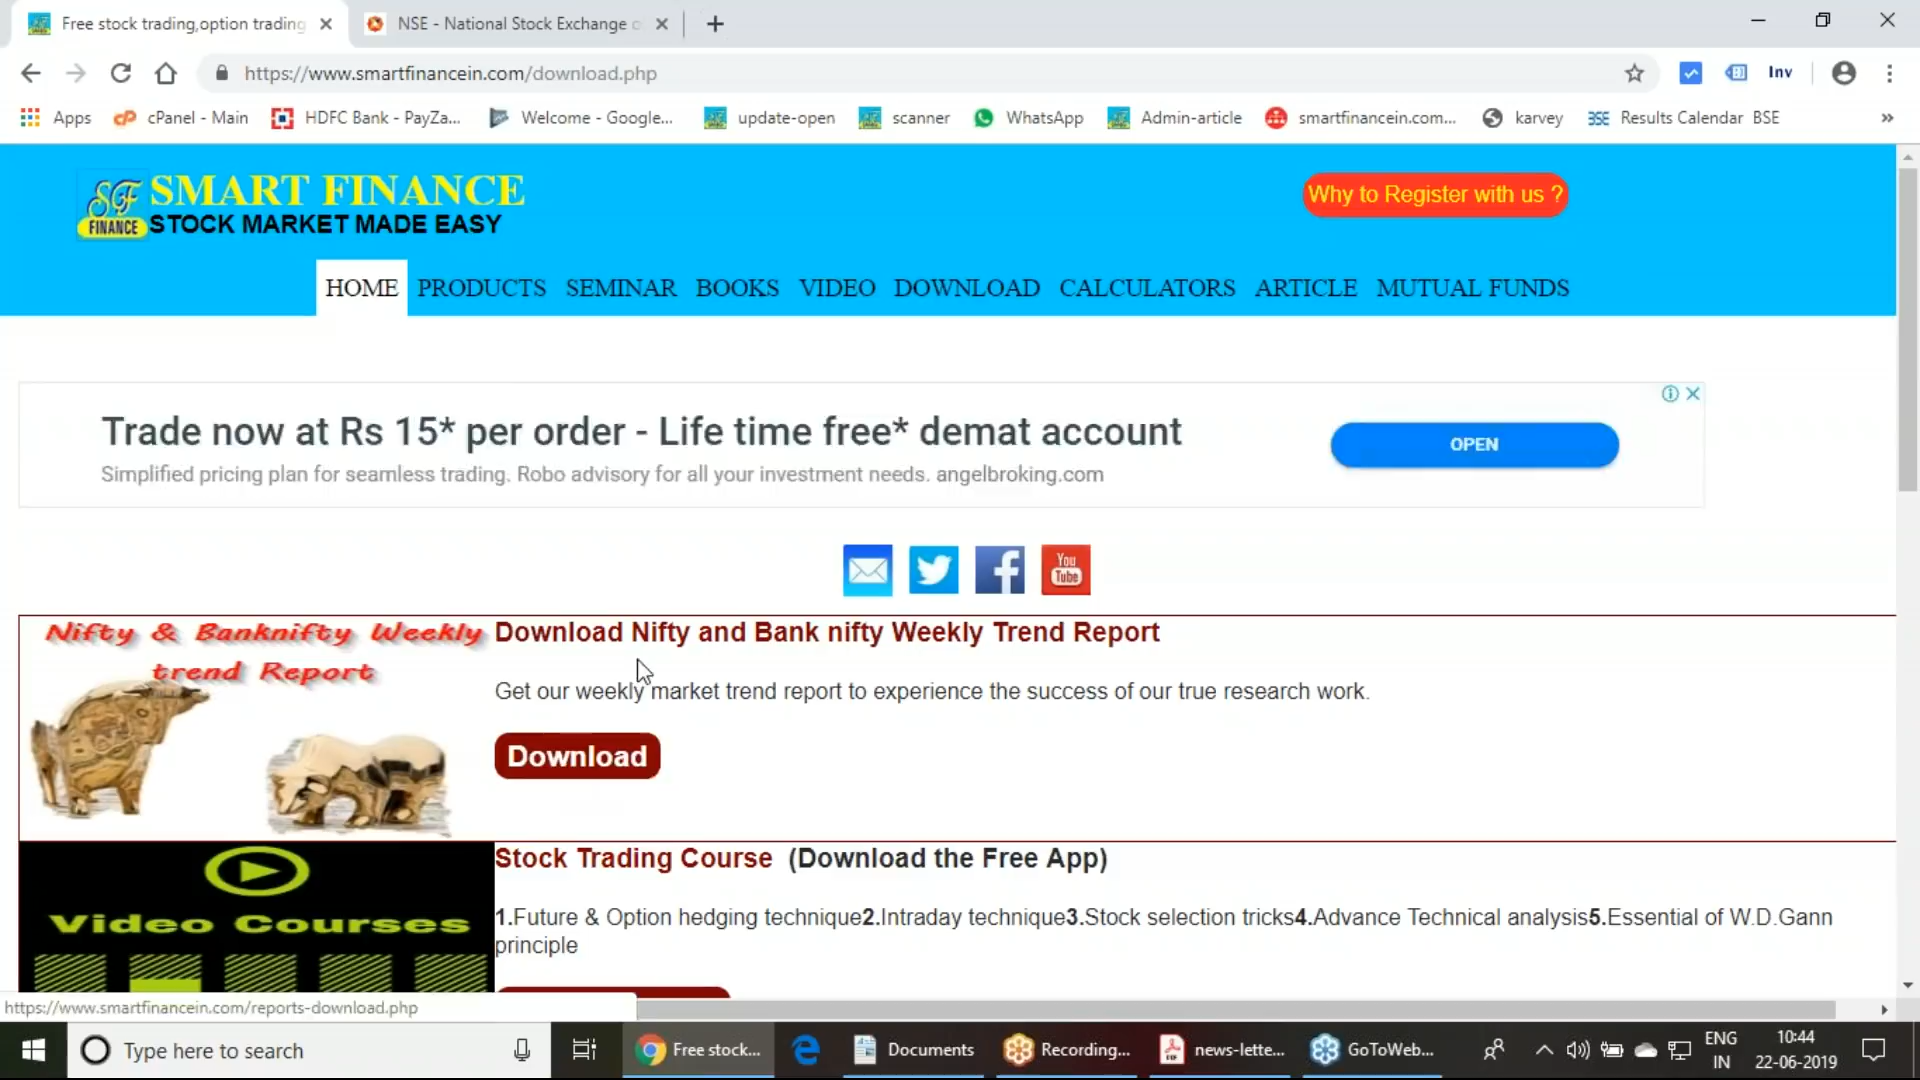 Free stock trading,option trading
NSE - National Stock Exchange o
https://www.smartfinancein.com/download.php
Inv
Apps
cPanel - Main
HDFC Bank - PayZa...
Welcome - Google...
update-open
scanner
WhatsApp
Admin-article
smartfinancein.com...
karvey
BSE Results Calendar BSE
»
SF
FINANCE
SMART FINANCE
STOCK MARKET MADE EASY
Why to Register with us ?
HOME PRODUCTS SEMINAR BOOKS VIDEO DOWNLOAD CALCULATORS ARTICLE MUTUAL FUNDS
Trade now at Rs 15* per order - Life time free* demat account
Simplified pricing plan for seamless trading. Robo advisory for all your investment needs. angelbroking.com
OPEN
You
Tube
Nifty & Banknifty Weekly
trend Report
Download Nifty and Bank nifty Weekly Trend Report
Get our weekly market trend report to experience the success of our true research work.
Download
Video Courses
Stock Trading Course (Download the Free App)
1.Future & Option hedging technique2.Intraday technique3.Stock selection tricks4.Advance Technical analysis5.Essential of W.D.Gann
principle
https://www.smartfinancein.com/reports-download.php
Type here to search
Free stock...
Documents
Recording...
news-lette...
GoToWeb...
ENG
IN
10:44
22-06-2019